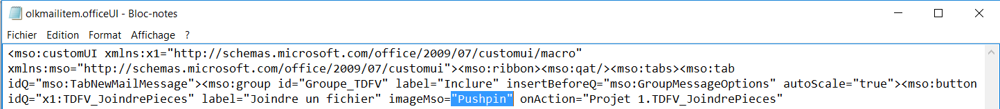 olkmailitem.officeUI - Bloc-notes
Fichier Edition Format Affichage ?
<mso:customUI xmlns:x1="http://schemas.microsoft.com/office/2009/07/customui/macro"
xmlns:mso="http://schemas.microsoft.com/office/2009/07/customui"><mso:ribbon><mso:qat/><mso:tabs><mso:tab
idQ="mso:TabNewMailMessage"><mso:group id="Groupe_TDFV" label="Inclure" insertBeforeQ="mso:GroupMessageOptions" autoScale="true"><mso:button
idQ="x1:TDFV_JoindrePieces" label="Joindre un fichier" imageMso="Pushpin" onAction="Projet 1.TDFV_JoindrePieces"